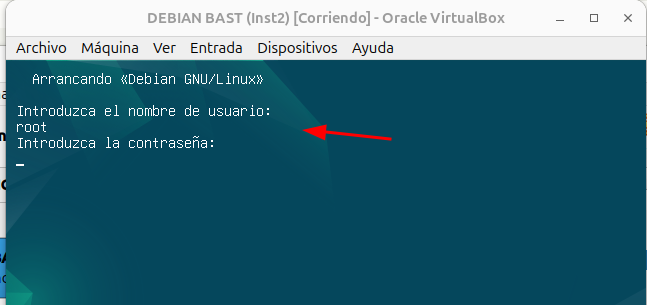 DEBIAN BAST (Inst2) [Corriendo] - Oracle VirtualBox
Archivo Máquina Ver Entrada Dispositivos Ayuda
Arrancando «Debian GNU/Linux»
Introduzca el nombre de usuario:
root
Introduzca la contraseña: